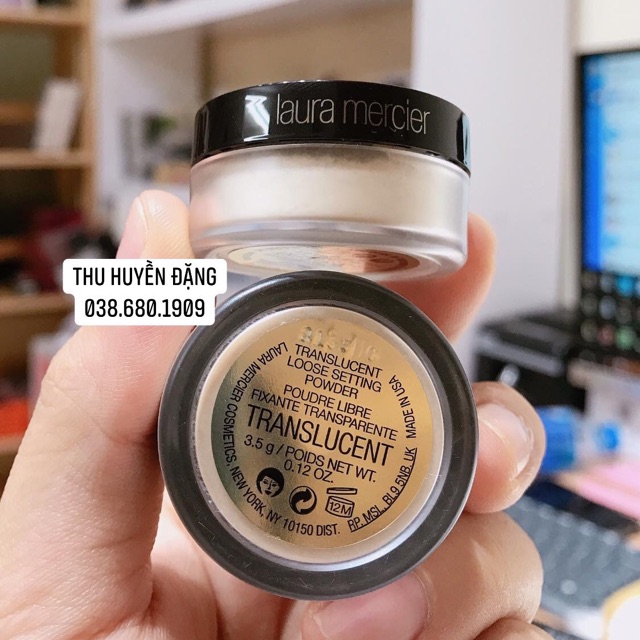 laura mercier
THU HUYỀN ĐẶNG
038.680.1909
TRANSLUCENT
LOOSE SETTING
POWDER
POUDRE LIBRE
FIXANTE TRANSPARENTE
TRANSLUCENT
3.5 g / POIDS NET WT.
0.12 OZ.
12M
LAURA MERCIER COSMETICS, NEW YORK, NY 10150 DIST. RP. MSL, BL9 5NB UK MADE IN USA